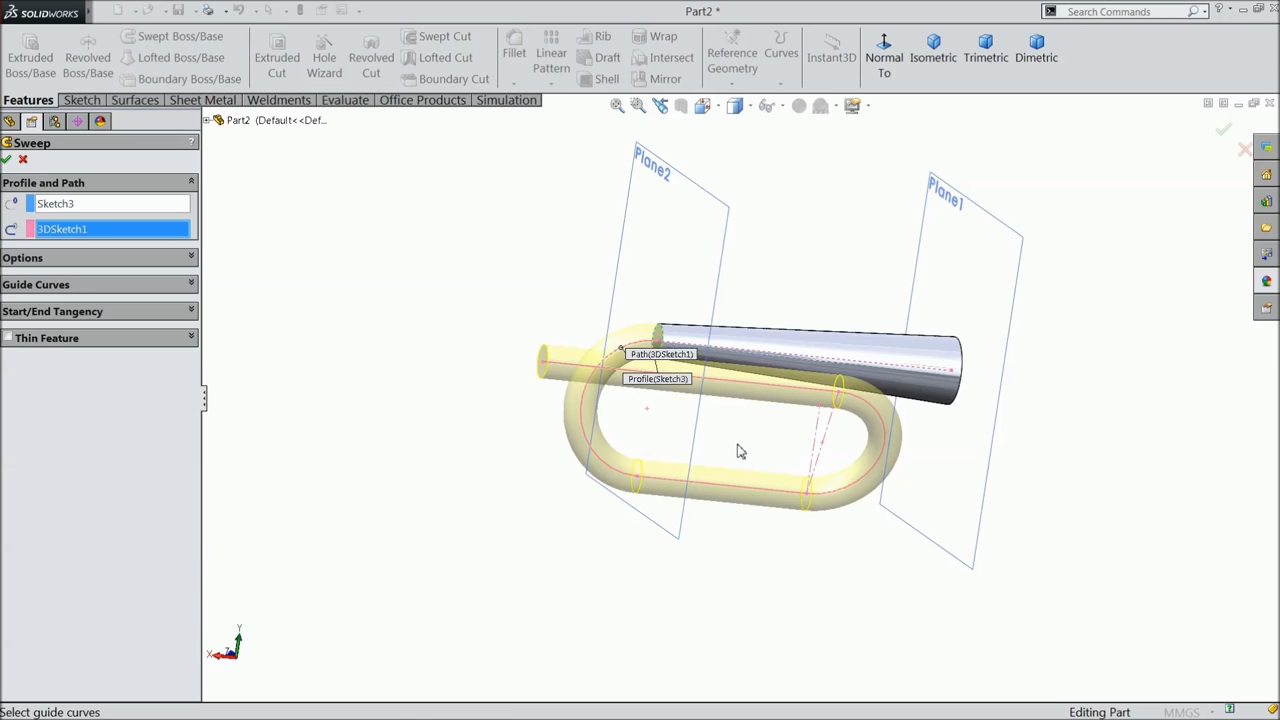 SOLIDWORKS
Part2 *
Search Commands
Extruded Boss/Base
Revolved Boss/Base
Swept Boss/Base
Lofted Boss/Base
Boundary Boss/Base
Extruded Cut
Hole Wizard
Revolved Cut
Swept Cut
Lofted Cut
Boundary Cut
Fillet
Linear Pattern
Rib
Draft
Shell
Wrap
Intersect
Mirror
Reference Geometry
Curves
Instant3D
Normal To
Isometric
Trimetric
Dimetric
Features
Sketch
Surfaces
Sheet Metal
Weldments
Evaluate
Office Products
Simulation
Part2 (Default<<Def...
Sweep
?
Profile and Path
Sketch3
3DSketch1
Options
Guide Curves
Start/End Tangency
Thin Feature
Plane2
Plane1
Path(3DSketch1)
Profile(Sketch3)
Y
X
Z
Select guide curves
Editing Part
MMGS